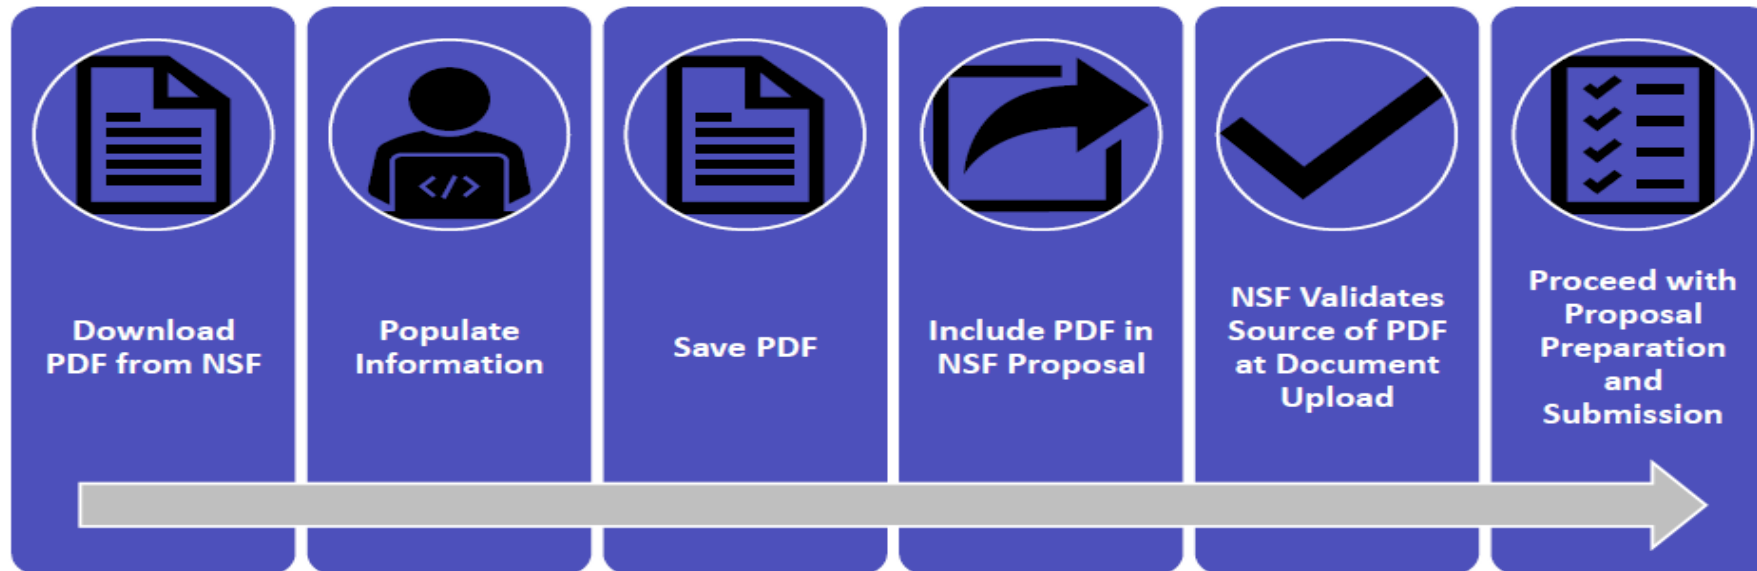 Download
PDF from NSF
Populate
Information
</>
Save PDF
Include PDF in
NSF Proposal
NSF Validates
Source of PDF
at Document
Upload
Proceed with
Proposal
Preparation
and
Submission